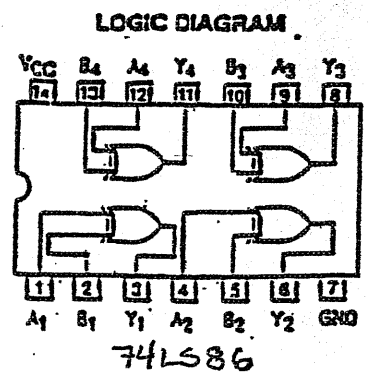 LOGIC DIAGRAM
VCC B4 A4 Y4 B3 A3 Y3
14 13 12 11 10 9 8
1 2 3 4 5 6 7
A1 B1 Y1 A2 B2 Y2 GND
74LS86